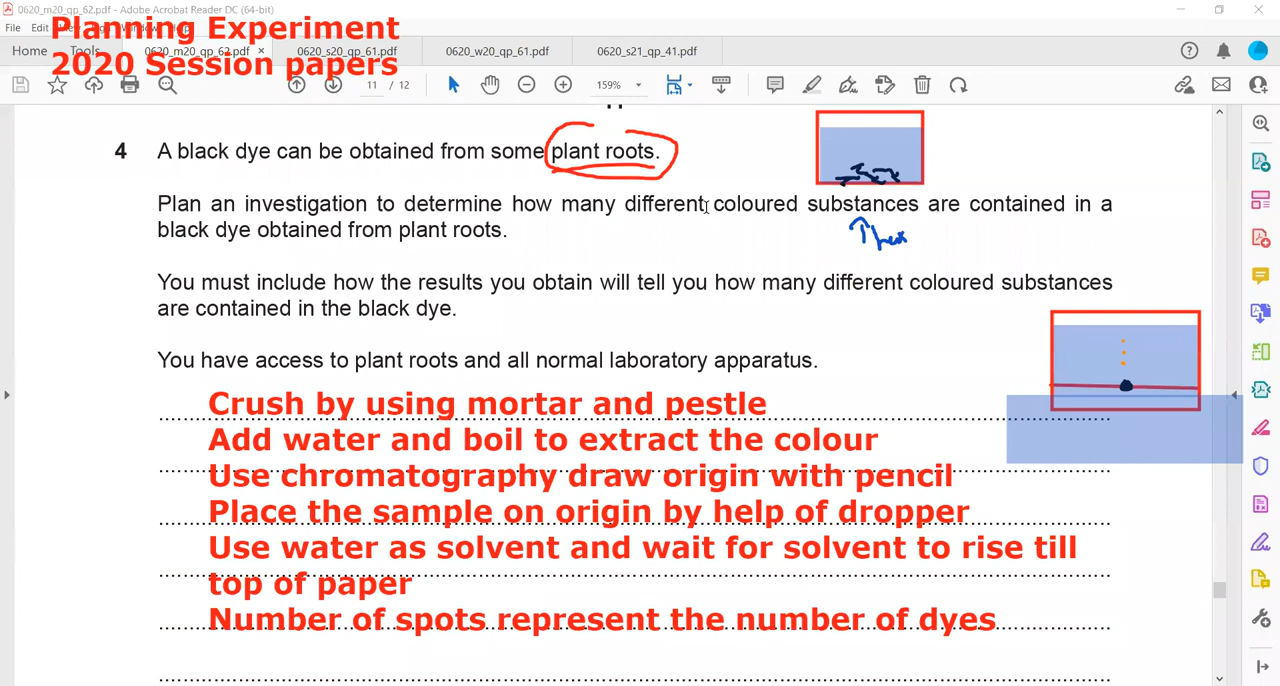 0620_m20_qp_62.pdf - Adobe Acrobat Reader DC (64-bit)
Planning Experiment
File Edit
Home Tools 0620_m20_qp_62.pdf × 0620_s20_qp_61.pdf 0620_w20_qp_61.pdf 0620_s21_qp_41.pdf
2020 Session papers
11 / 12 159%
4 A black dye can be obtained from some plant roots.
Plan an investigation to determine how many different coloured substances are contained in a
black dye obtained from plant roots.
You must include how the results you obtain will tell you how many different coloured substances
are contained in the black dye.
You have access to plant roots and all normal laboratory apparatus.
Crush by using mortar and pestle
Add water and boil to extract the colour
Use chromatography draw origin with pencil
Place the sample on origin by help of dropper
Use water as solvent and wait for solvent to rise till
top of paper
Number of spots represent the number of dyes